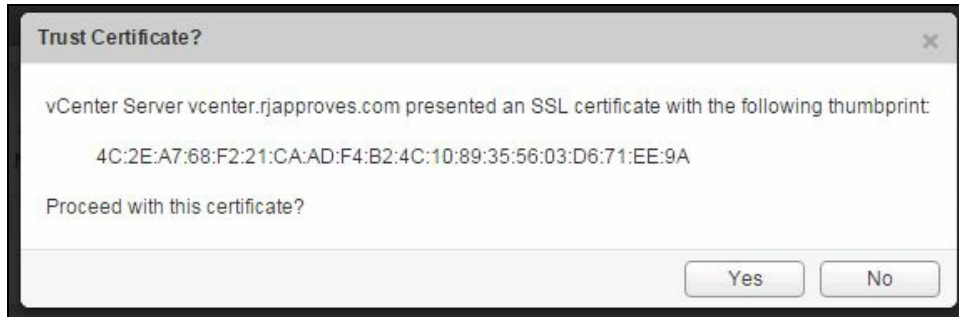 Trust Certificate?
vCenter Server vcenter.rjapproves.com presented an SSL certificate with the following thumbprint:
4C:2E:A7:68:F2:21:CA:AD:F4:B2:4C:10:89:35:56:03:D6:71:EE:9A
Proceed with this certificate?
Yes No